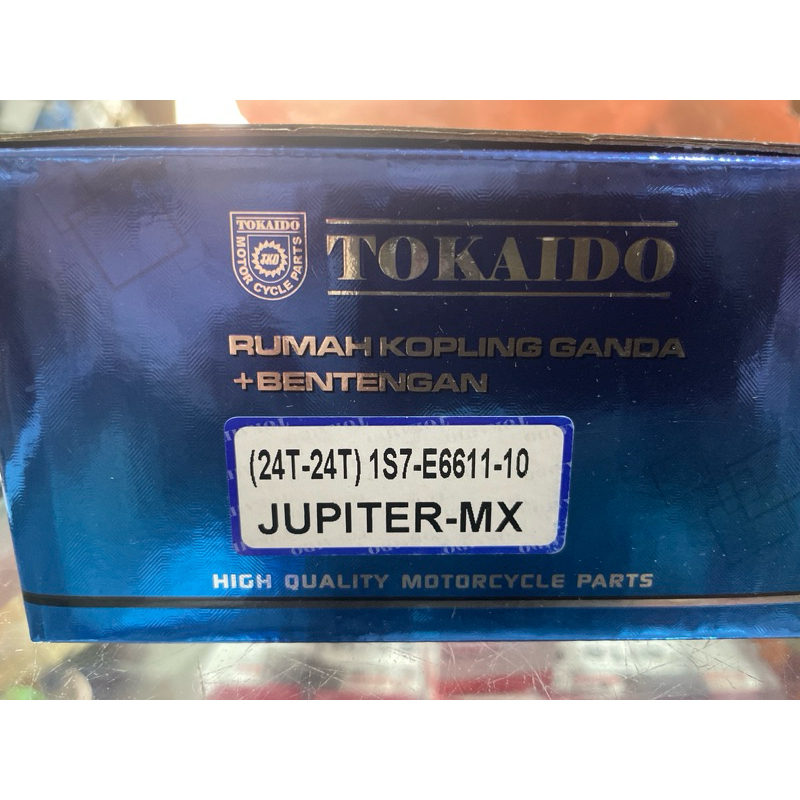 TOKAIDO
MOTOR CYCLE PARTS
TKD
TOKAIDO
RUMAH KOPLING GANDA
+BENTENGAN
(24T-24T) 1S7-E6611-10
JUPITER-MX
HIGH QUALITY MOTORCYCLE PARTS